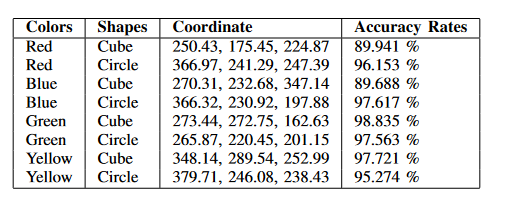 Colors Shapes Coordinate Accuracy Rates
Red Cube 250.43, 175.45, 224.87 89.941 %
Red Circle 366.97, 241.29, 247.39 96.153 %
Blue Cube 270.31, 232.68, 347.14 89.688 %
Blue Circle 366.32, 230.92, 197.88 97.617 %
Green Cube 273.44, 272.75, 162.63 98.835 %
Green Circle 265.87, 220.45, 201.15 97.563 %
Yellow Cube 348.14, 289.54, 252.99 97.721 %
Yellow Circle 379.71, 246.08, 238.43 95.274 %